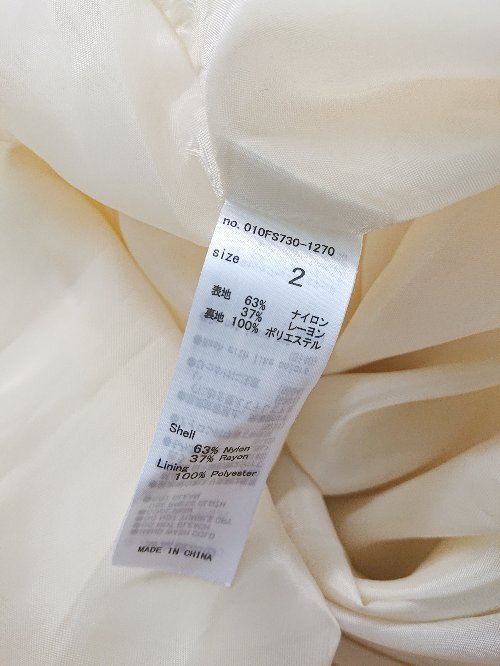 no. 010FS730-1270
size 2
表地 63% ナイロン
37% レーヨン
裏地 100% ポリエステル
Shell
63% Nylon
37% Rayon
Lining
100% Polyester
MADE IN CHINA